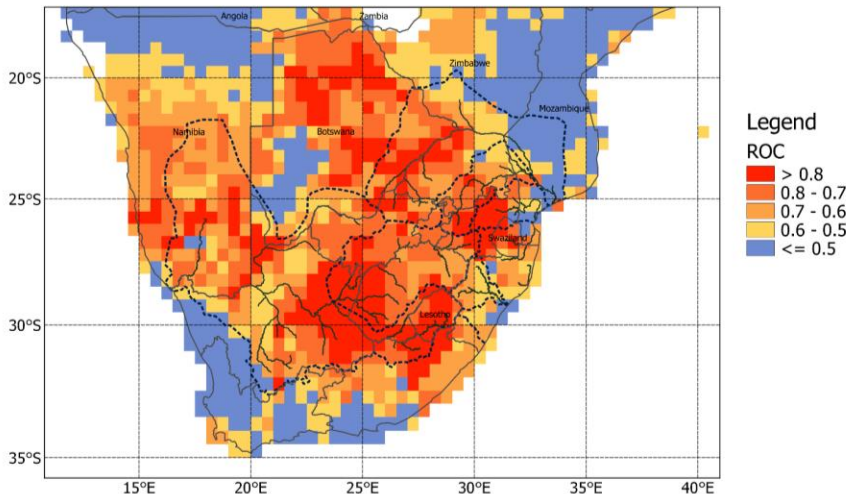 Angola
Zambia
20°S
Zimbabwe
Mozambique
Namibia
Botswana
Legend
ROC
> 0.8
0.8 - 0.7
0.7 - 0.6
0.6 - 0.5
<= 0.5
25°S
Swaziland
30°S
Lesotho
35°S
15°E
20°E
25°E
30°E
35°E
40°E